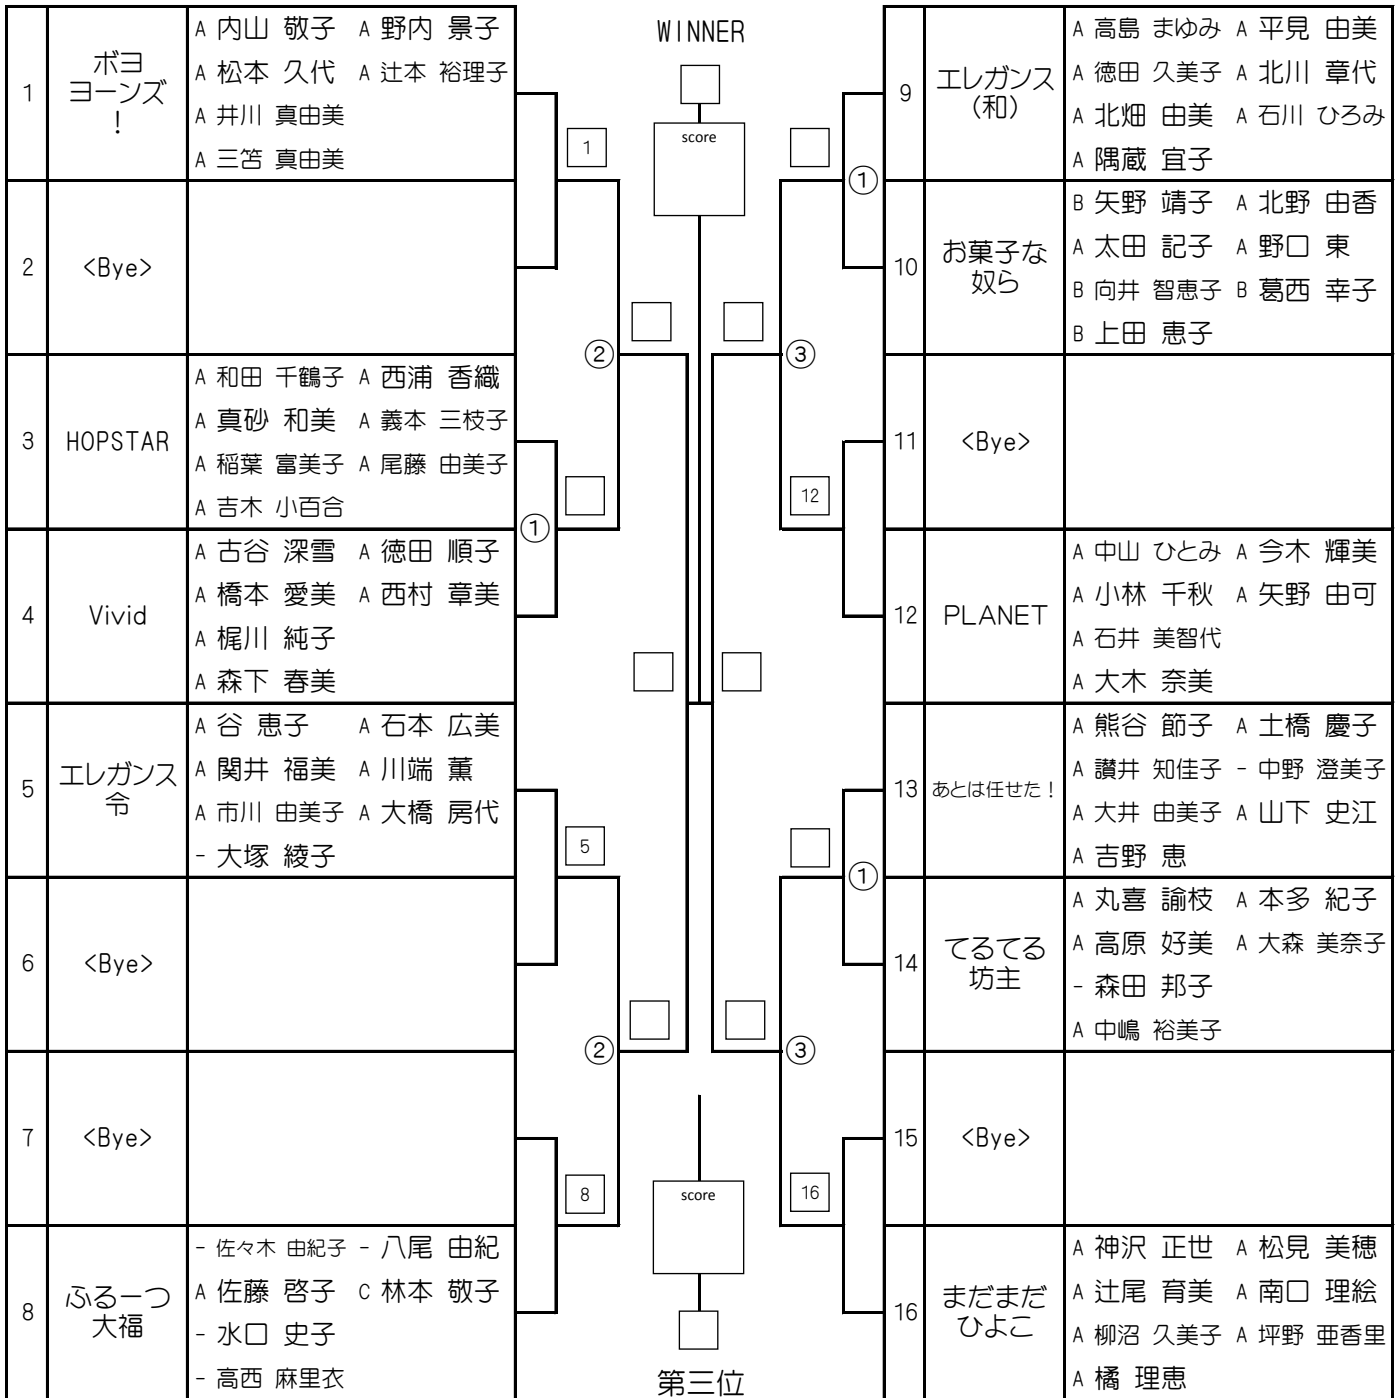 1
ボヨ
ヨーンズ
!
A 内山 敬子 A 野内 景子
A 松本 久代 A 辻本 裕理子
A 井川 真由美
A 三笘 真由美
2
<Bye>
3
HOPSTAR
A 和田 千鶴子 A 西浦 香織
A 真砂 和美 A 義本 三枝子
A 稲葉 富美子 A 尾藤 由美子
A 吉木 小百合
4
Vivid
A 古谷 深雪 A 徳田 順子
A 橋本 愛美 A 西村 章美
A 梶川 純子
A 森下 春美
5
エレガンス
令
A 谷 恵子 A 石本 広美
A 関井 福美 A 川端 薫
A 市川 由美子 A 大橋 房代
- 大塚 綾子
6
<Bye>
7
<Bye>
8
ふるーつ
大福
- 佐々木 由紀子 - 八尾 由紀
A 佐藤 啓子 C 林本 敬子
- 水口 史子
- 高西 麻里衣
1
①
②
5
8
②
WINNER
score
score
第三位
①
③
12
①
③
16
9
エレガンス
(和)
A 高島 まゆみ A 平見 由美
A 徳田 久美子 A 北川 章代
A 北畑 由美 A 石川 ひろみ
A 隅蔵 宜子
10
お菓子な
奴ら
B 矢野 靖子 A 北野 由香
A 太田 記子 A 野口 東
B 向井 智恵子 B 葛西 幸子
B 上田 恵子
11
<Bye>
12
PLANET
A 中山 ひとみ A 今木 輝美
A 小林 千秋 A 矢野 由可
A 石井 美智代
A 大木 奈美
13
あとは任せた!
A 熊谷 節子 A 土橋 慶子
A 讃井 知佳子 - 中野 澄美子
A 大井 由美子 A 山下 史江
A 吉野 恵
14
てるてる
坊主
A 丸喜 諭枝 A 本多 紀子
A 高原 好美 A 大森 美奈子
- 森田 邦子
A 中嶋 裕美子
15
<Bye>
16
まだまだ
ひよこ
A 神沢 正世 A 松見 美穂
A 辻尾 育美 A 南口 理絵
A 柳沼 久美子 A 坪野 亜香里
A 橘 理恵